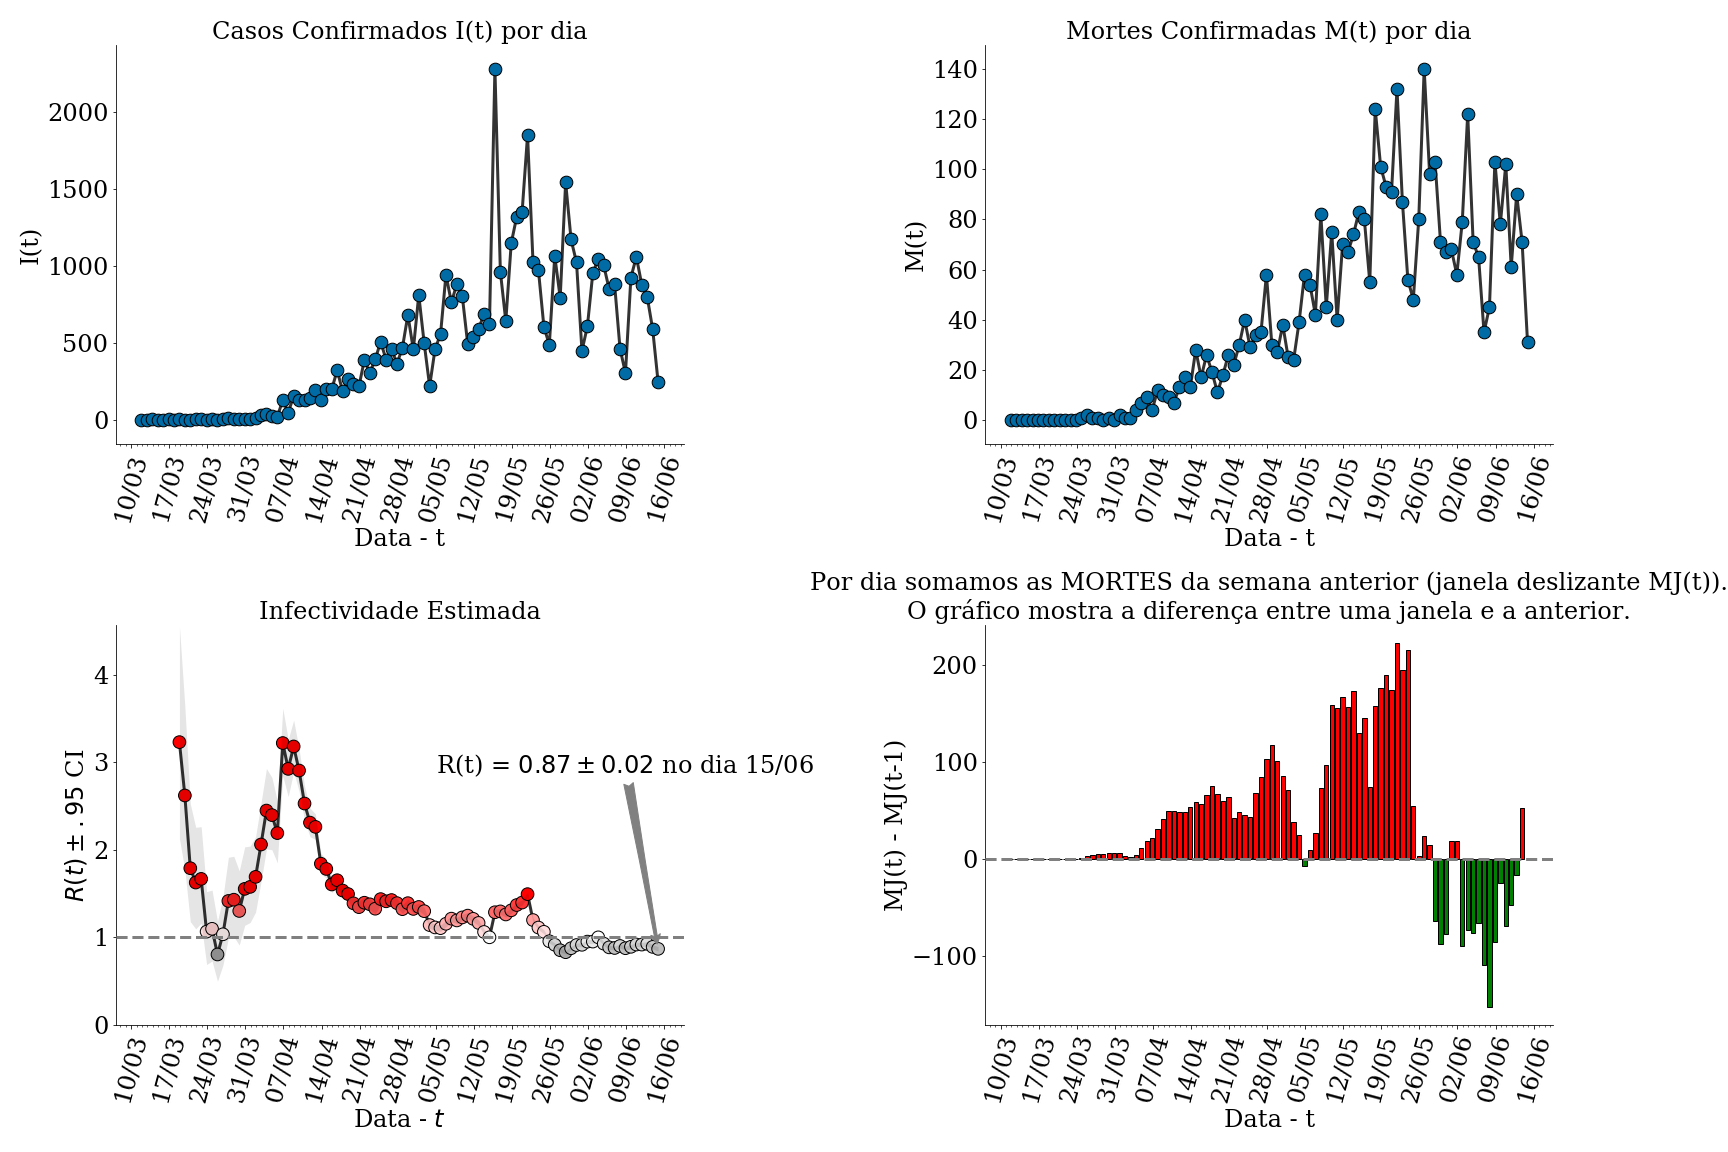 Casos Confirmados I(t) por dia
I(t)
2000
1500
1000
500
0
10/03 17/03 24/03 31/03 07/04 14/04 21/04 28/04 05/05 12/05 19/05 26/05 02/06 09/06 16/06
Data - t
Mortes Confirmadas M(t) por dia
M(t)
140
120
100
80
60
40
20
0
10/03 17/03 24/03 31/03 07/04 14/04 21/04 28/04 05/05 12/05 19/05 26/05 02/06 09/06 16/06
Data - t
Infectividade Estimada
R(t) ± .95 CI
4
3
2
1
0
R(t) = 0.87 ± 0.02 no dia 15/06
10/03 17/03 24/03 31/03 07/04 14/04 21/04 28/04 05/05 12/05 19/05 26/05 02/06 09/06 16/06
Data - t
Por dia somamos as MORTES da semana anterior (janela deslizante MJ(t)).
O gráfico mostra a diferença entre uma janela e a anterior.
MJ(t) - MJ(t-1)
200
100
0
−100
10/03 17/03 24/03 31/03 07/04 14/04 21/04 28/04 05/05 12/05 19/05 26/05 02/06 09/06 16/06
Data - t